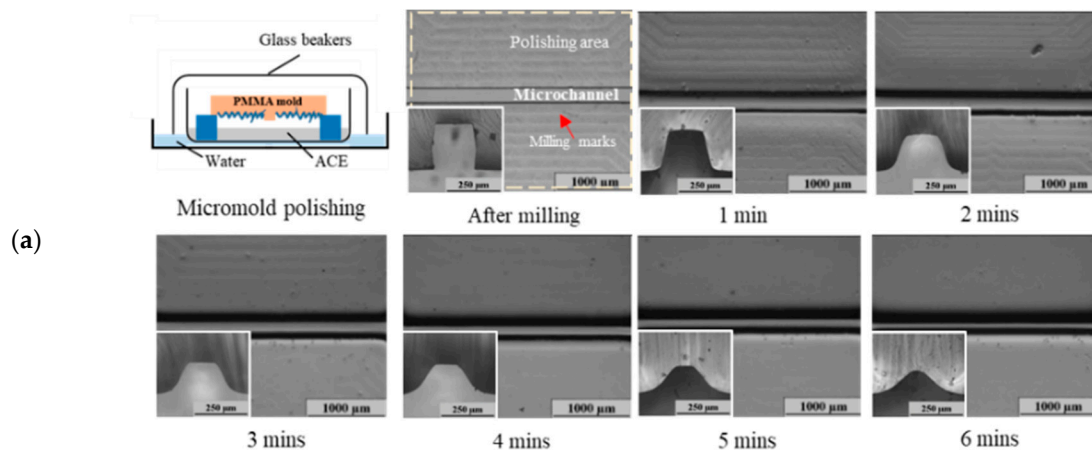 (a)
Glass beakers
PMMA mold
Water
ACE
Micromold polishing
Polishing area
Microchannel
Milling marks
250 μm
1000 μm
After milling
250 μm
1000 μm
1 min
250 μm
1000 μm
2 mins
250 μm
1000 μm
3 mins
250 μm
1000 μm
4 mins
250 μm
1000 μm
5 mins
250 μm
1000 μm
6 mins